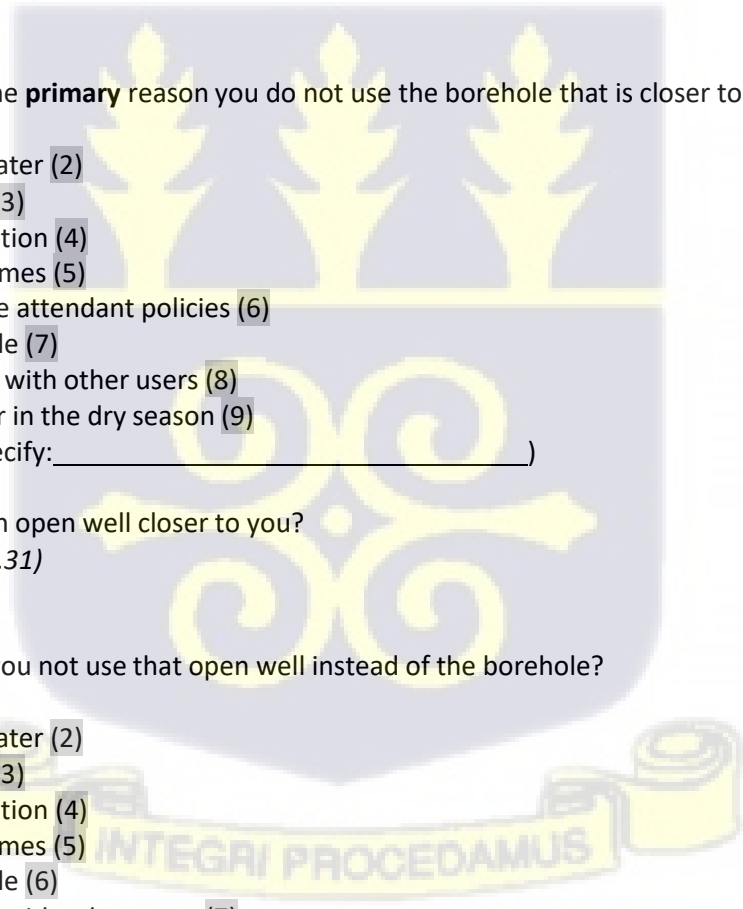 ne primary reason you do not use the borehole that is closer to
ater (2)
3)
tion (4)
mes (5)
e attendant policies (6)
le (7)
with other users (8)
r in the dry season (9)
ecify:______________________________)
n open well closer to you?
.31)
you not use that open well instead of the borehole?
ater (2)
3)
tion (4)
mes (5)
INTEGRI PROCEDAMUS
le (6)